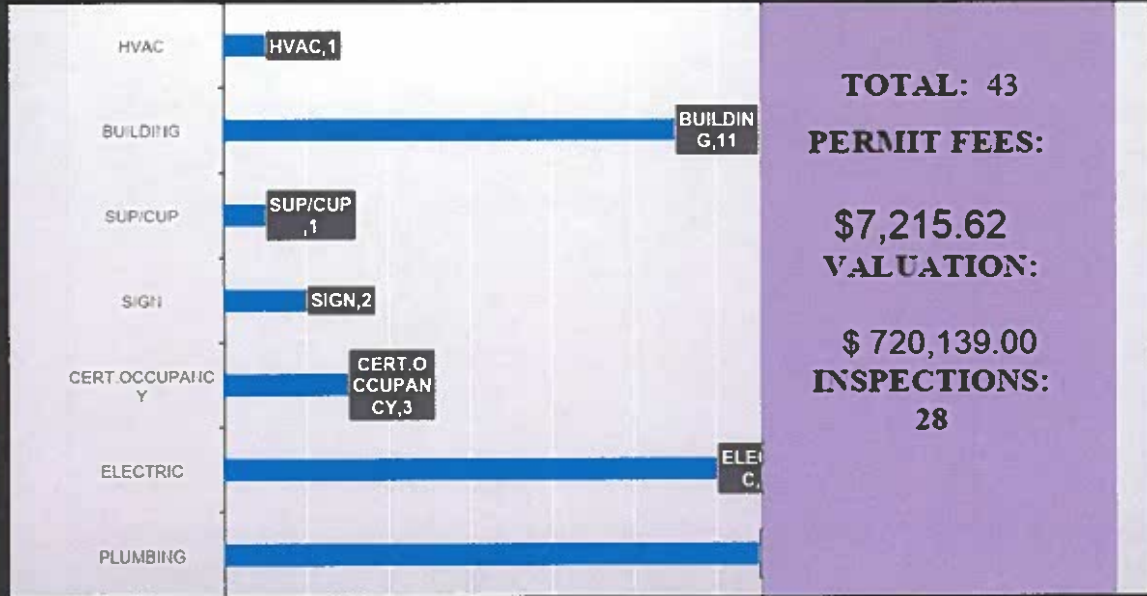 HVAC
HVAC,1
BUILDING
BUILDIN
G,11
SUP/CUP
SUP/CUP
,1
SIGN
SIGN,2
CERT.OCCUPANC
Y
CERT.O
CCUPAN
CY,3
ELECTRIC
PLUMBING
TOTAL: 43
PERMIT FEES:
$7,215.62
VALUATION:
$ 720,139.00
INSPECTIONS:
28